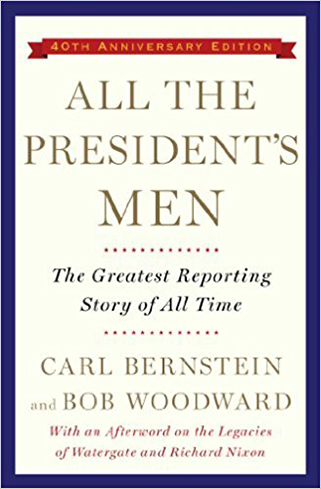 40TH ANNIVERSARY EDITION
ALL THE
PRESIDENT'S
MEN
The Greatest Reporting
Story of All Time
CARL BERNSTEIN
and BOB WOODWARD
With an Afterword on the Legacies
of Watergate and Richard Nixon